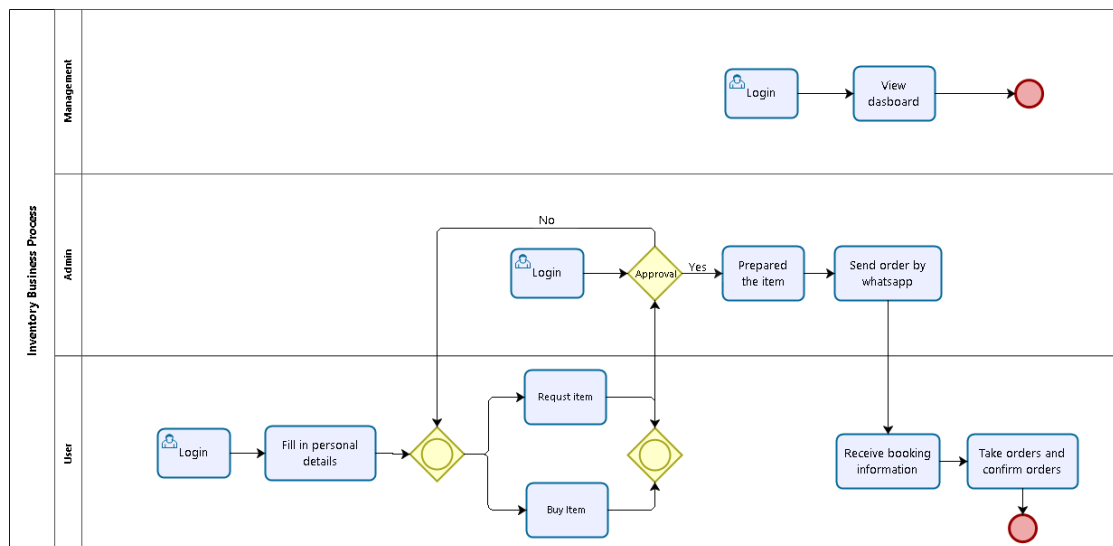 Inventory Business Process
Management
Login
View
dasboard
Admin
No
Login
Approval
Yes
Prepared
the item
Send order by
whatsapp
User
Login
Fill in personal
details
Requst item
Buy Item
Receive booking
information
Take orders and
confirm orders